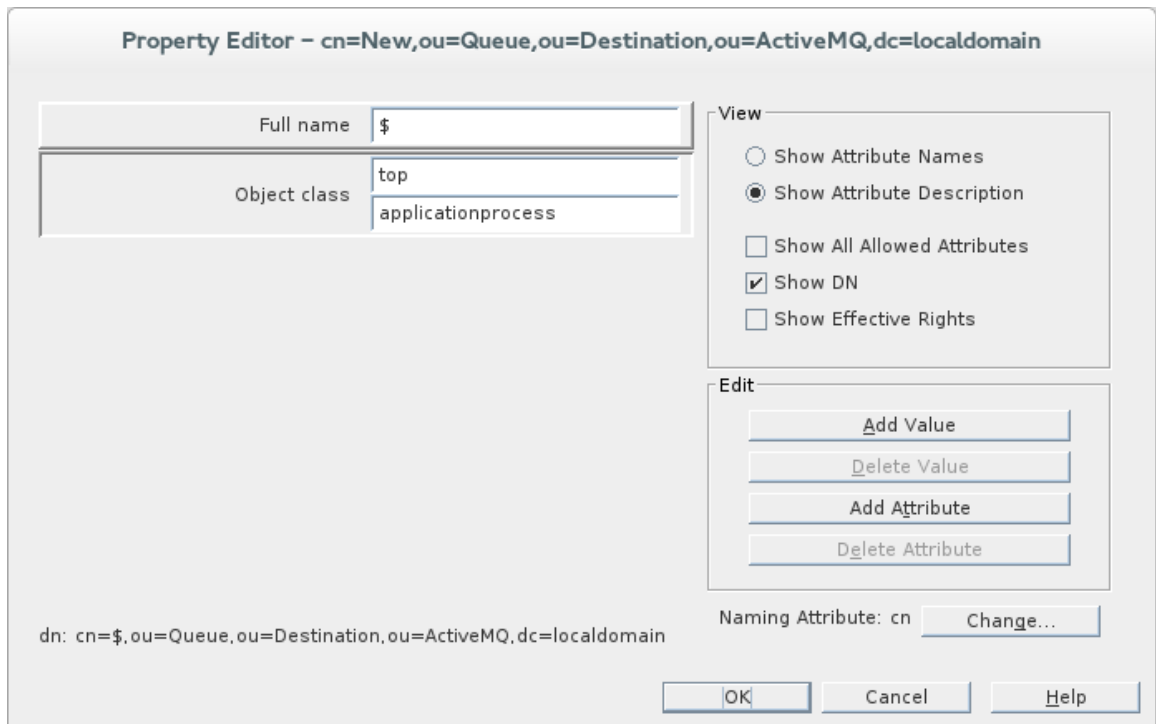 Property Editor – cn=New,ou=Queue,ou=Destination,ou=ActiveMQ,dc=localdomain
Full name $
Object class top
applicationprocess
View
Show Attribute Names
Show Attribute Description
Show All Allowed Attributes
Show DN
Show Effective Rights
Edit
Add Value
Delete Value
Add Attribute
Delete Attribute
Naming Attribute: cn Change...
dn: cn=$,ou=Queue,ou=Destination,ou=ActiveMQ,dc=localdomain
OK Cancel Help